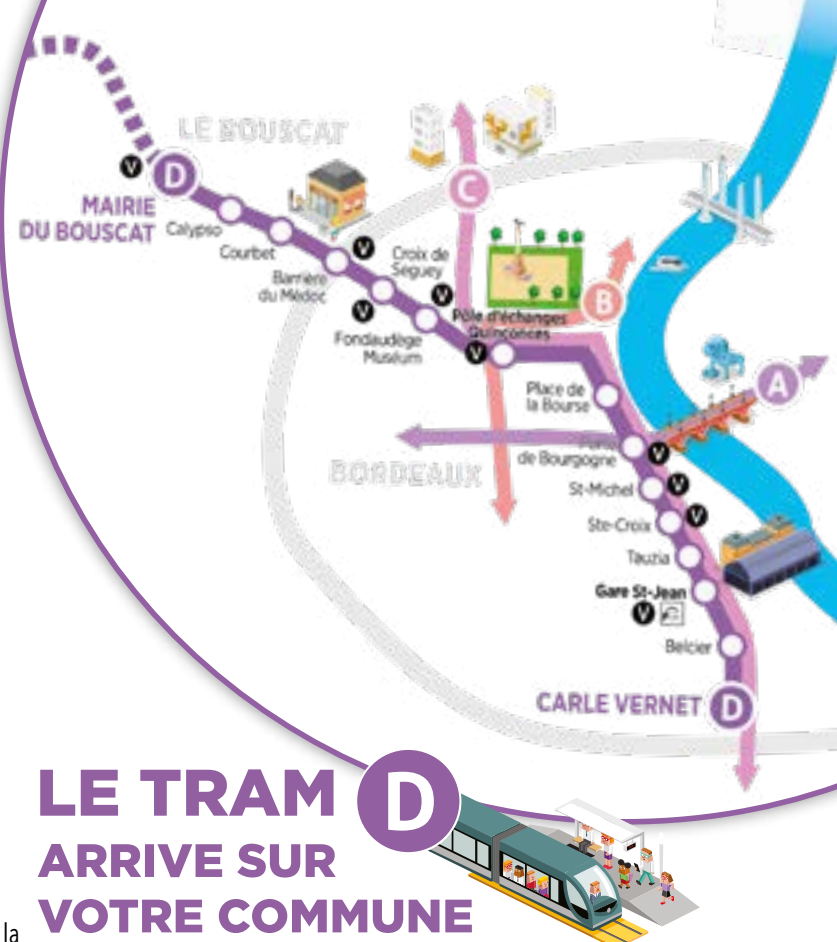 LE BOUSCAT
V
D
MAIRIE
DU BOUSCAT
Calypso
Courbet
Barrière
du Médoc
V
Croix de
Seguey
V
V
Fondaudège
Muséum
C
B
A
Pôle d'échanges
Quinconces
V
Place de
la Bourse
de Bourgogne
V
BORDEAUX
St-Michel
V
Ste-Croix
V
Tauzia
Gare St-Jean
V
Belcier
CARLE VERNET
D
LE TRAM D
ARRIVE SUR
VOTRE COMMUNE
la